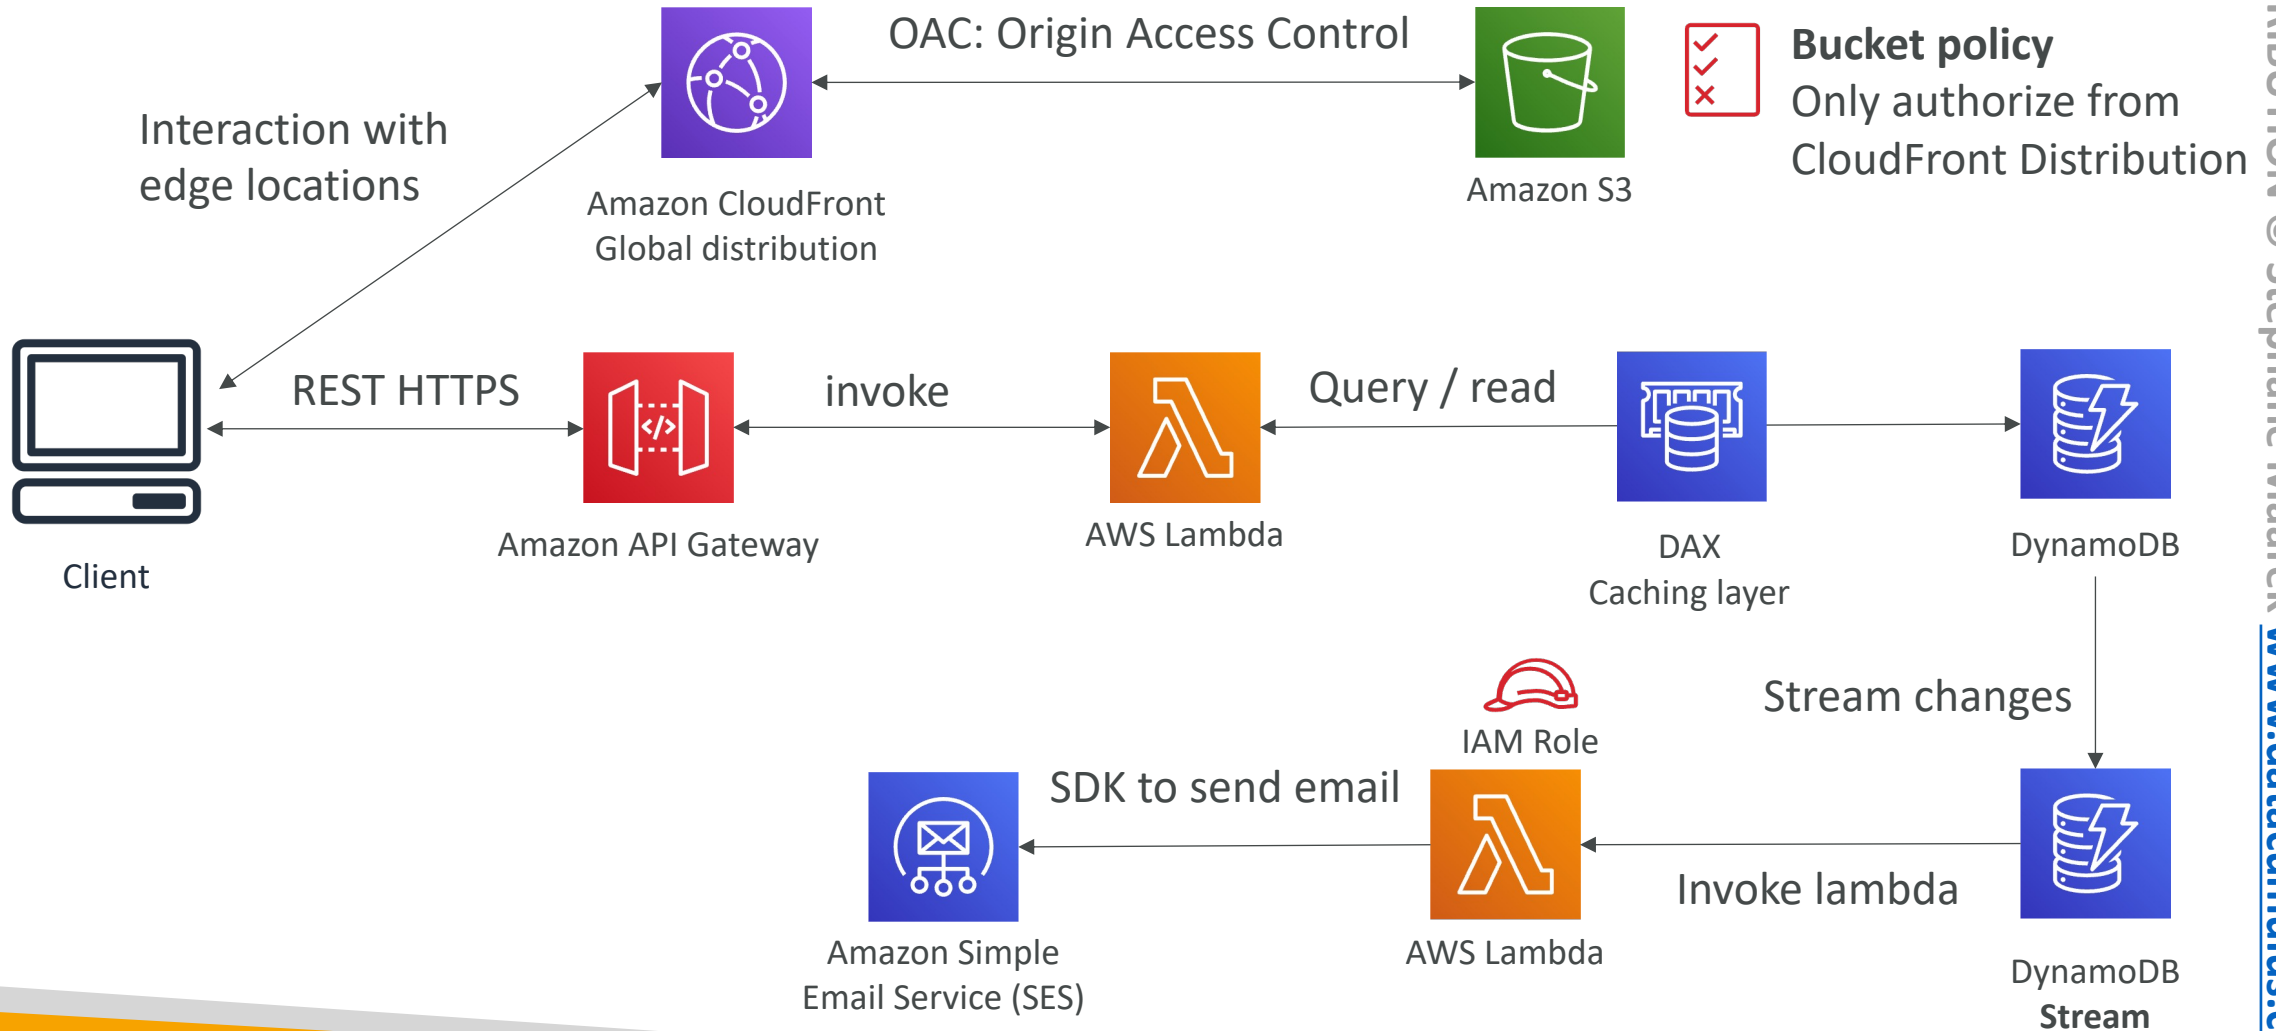 OAC: Origin Access Control
Bucket policy
Only authorize from
CloudFront Distribution
Interaction with
edge locations
Amazon CloudFront
Global distribution
Amazon S3
REST HTTPS
invoke
Query / read
Client
Amazon API Gateway
AWS Lambda
DAX
Caching layer
DynamoDB
Stream changes
IAM Role
SDK to send email
Invoke lambda
Amazon Simple
Email Service (SES)
AWS Lambda
DynamoDB
Stream
©